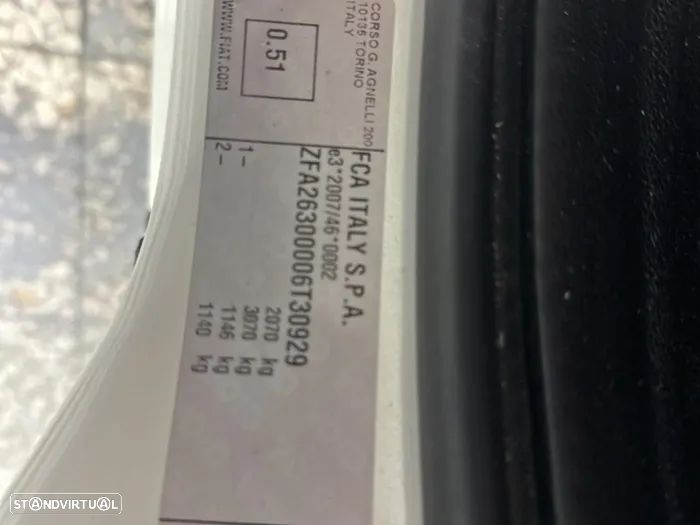 CORSO G. AGNELLI 200
10135 TORINO
ITALY
0.51
WWW.FIAT.COM
FCA ITALY S.P.A.
e3*2007/46*0002
ZFA26300006T30929
2070 kg
3070 kg
1- 1146 kg
2- 1140 kg
STANDVIRTUAL